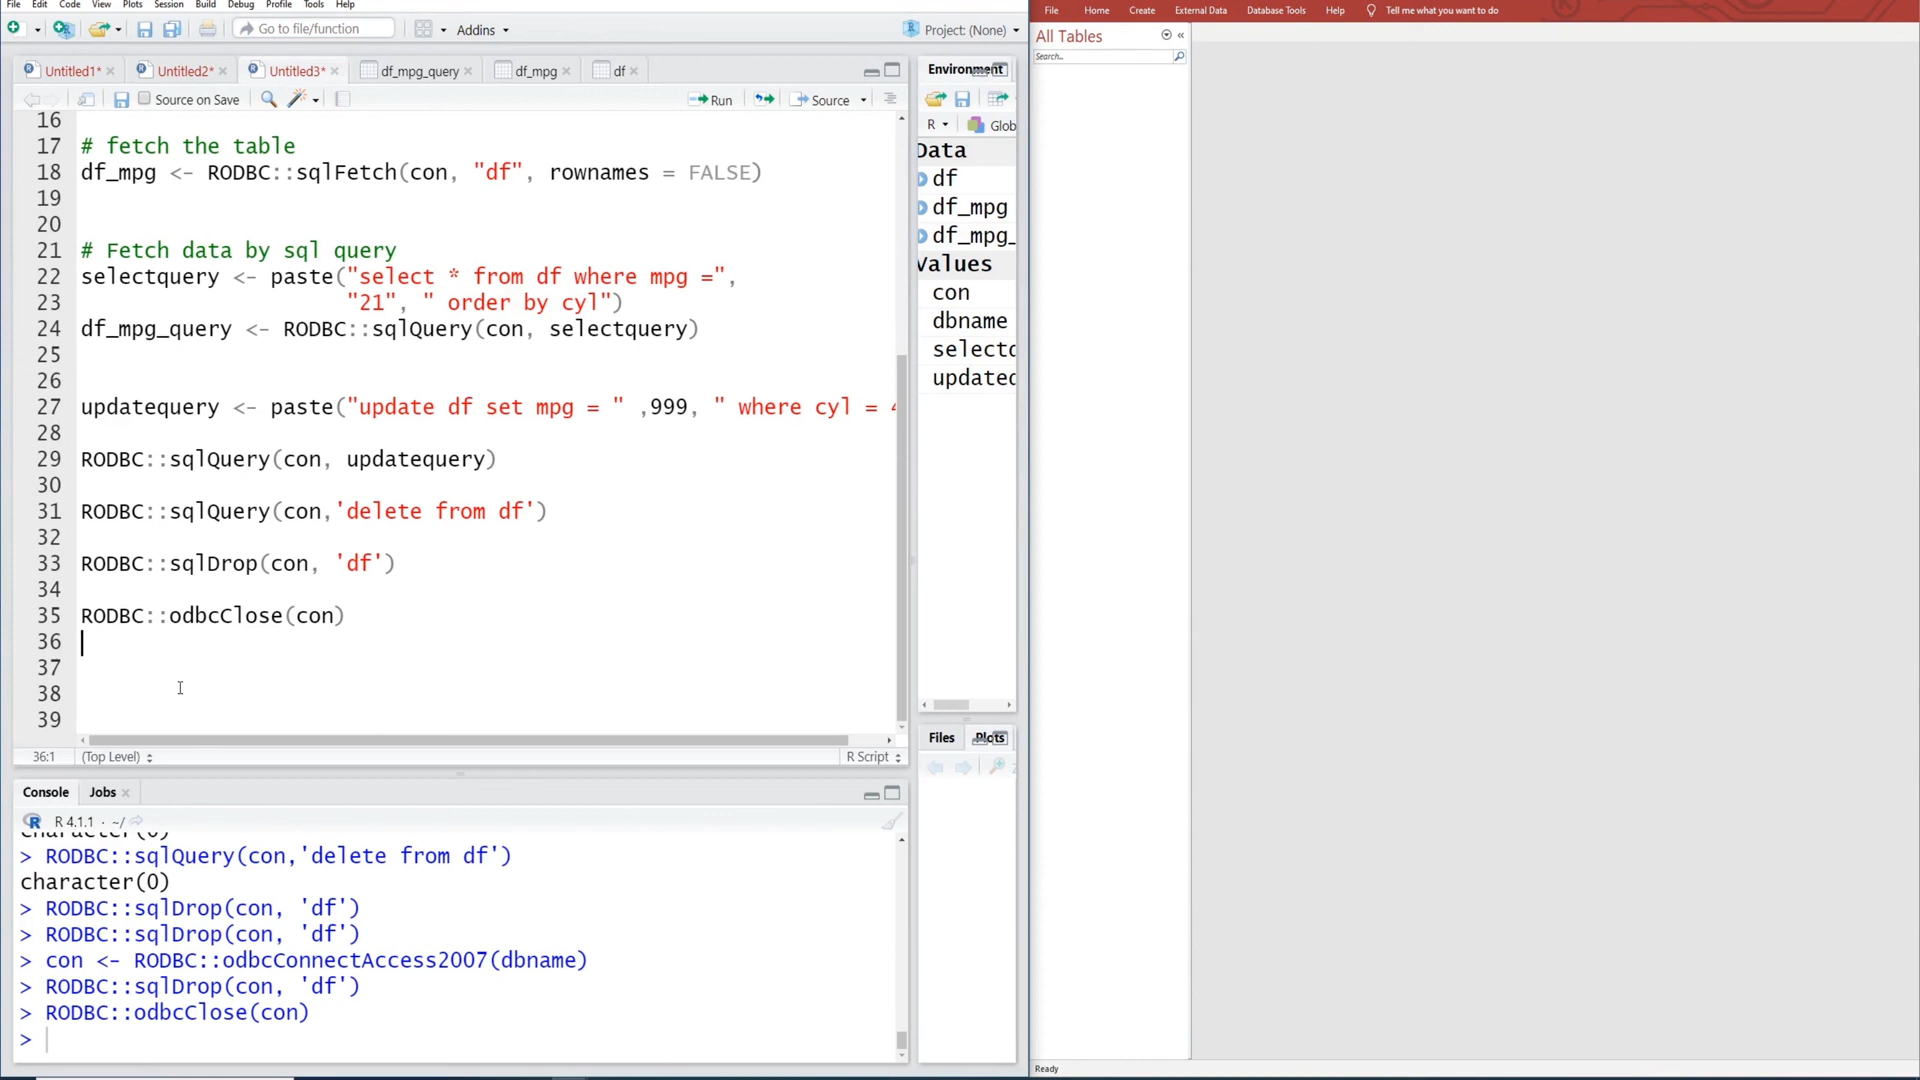 File Edit Code View Plots Session Build Debug Profile Tools Help
Go to file/function
Addins
Project: (None)
Untitled1*
Untitled2*
Untitled3*
df_mpg_query
df_mpg
df
Source on Save
Run
Source
16
17 # fetch the table
18 df_mpg <- RODBC::sqlFetch(con, "df", rownames = FALSE)
19
20
21 # Fetch data by sql query
22 selectquery <- paste("select * from df where mpg =",
23 "21", " order by cyl")
24 df_mpg_query <- RODBC::sqlQuery(con, selectquery)
25
26
27 updatequery <- paste("update df set mpg = " ,999, " where cyl =
28
29 RODBC::sqlQuery(con, updatequery)
30
31 RODBC::sqlQuery(con,'delete from df')
32
33 RODBC::sqlDrop(con, 'df')
34
35 RODBC::odbcClose(con)
36
37
38
39
36:1 (Top Level) R Script
Console Jobs
R 4.1.1 · ~/
character(0)
> RODBC::sqlQuery(con,'delete from df')
character(0)
> RODBC::sqlDrop(con, 'df')
> RODBC::sqlDrop(con, 'df')
> con <- RODBC::odbcConnectAccess2007(dbname)
> RODBC::sqlDrop(con, 'df')
> RODBC::odbcClose(con)
>
Environment
R Glob
Data
df
df_mpg
df_mpg_
Values
con
dbname
selectq
updateq
Files Plots
File Home Create External Data Database Tools Help Tell me what you want to do
All Tables
Search...
Ready